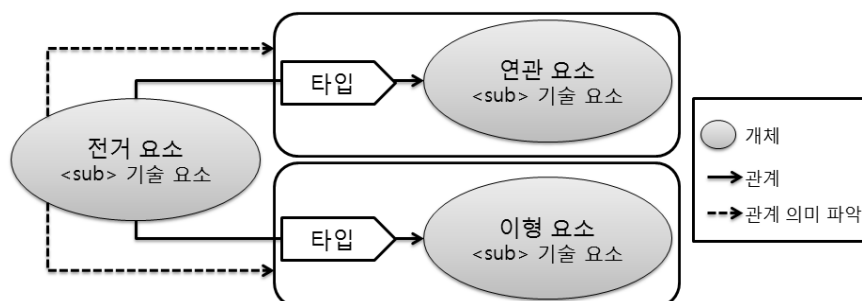 타입
연관 요소
<sub> 기술 요소
전거 요소
<sub> 기술 요소
타입
이형 요소
<sub> 기술 요소
개체
관계
관계 의미 파악